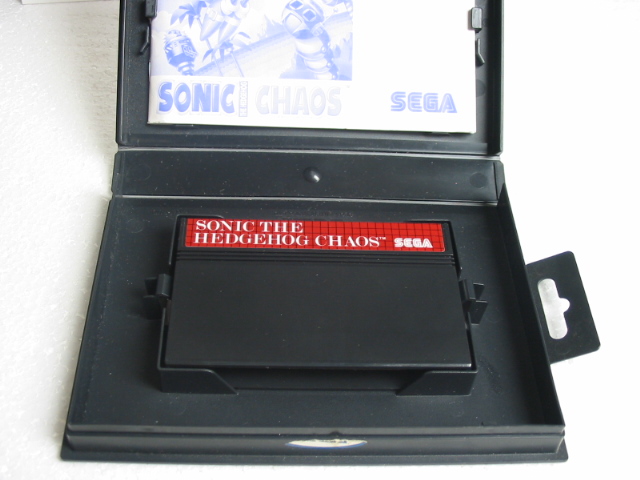 SONIC CHAOS SEGA
SONIC THE
HEDGEHOG CHAOS™ SEGA